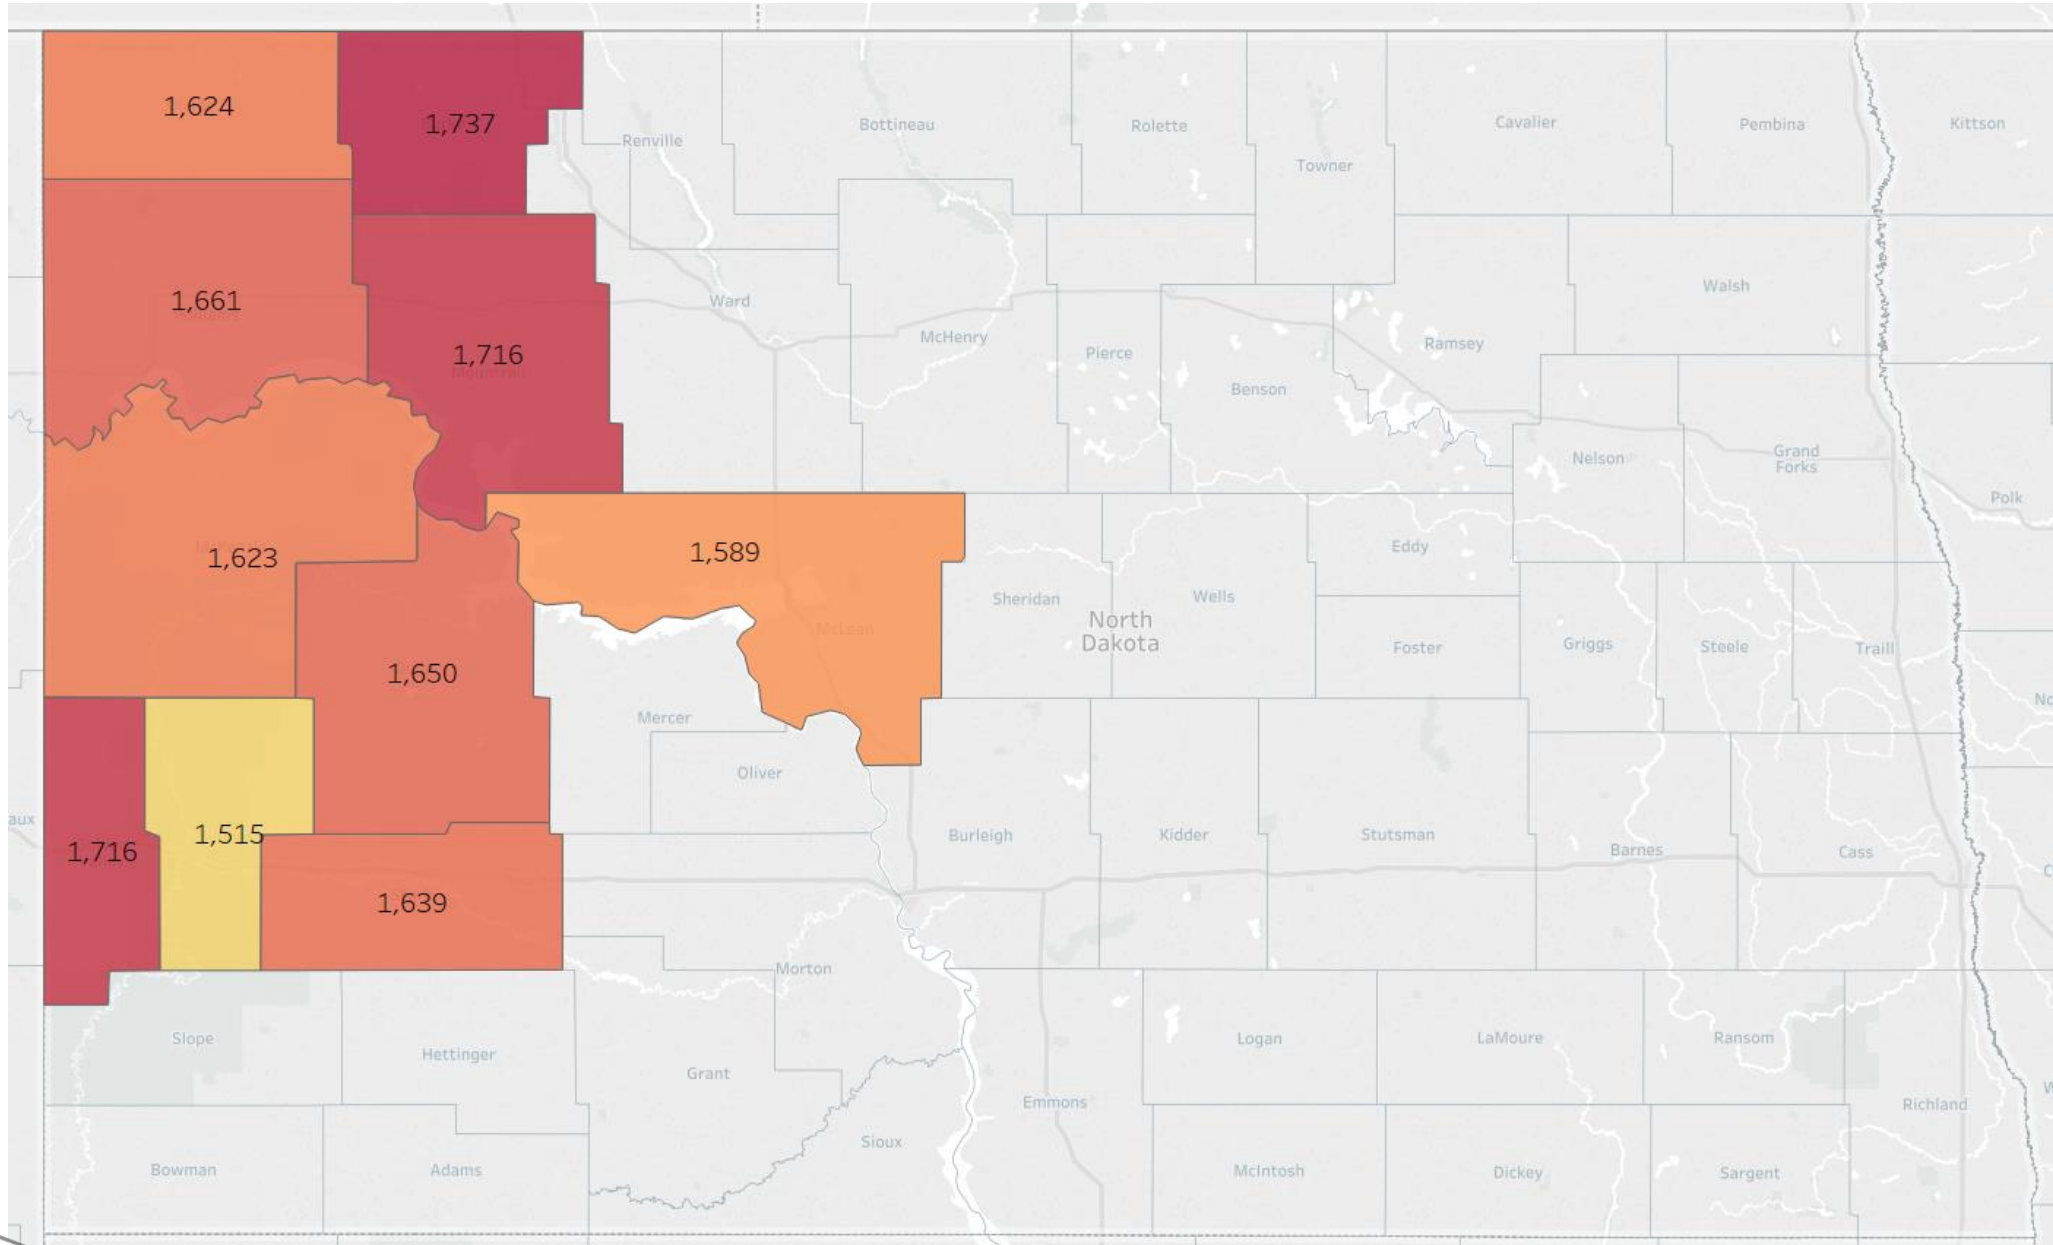 1,624
1,737
Renville
Bottineau
Rolette
Towner
Cavalier
Pembina
Kittson
1,661
1,716
Mountrail
Ward
McHenry
Pierce
Benson
Ramsey
Walsh
Nelson
Grand
Forks
Polk
1,623
1,589
McLean
Sheridan
North
Dakota
Wells
Eddy
Foster
Griggs
Steele
Traill
No
1,650
Mercer
Oliver
aux
1,716
1,515
1,639
Burleigh
Kidder
Stutsman
Barnes
Cass
C
Morton
Slope
Hettinger
Grant
Emmons
Logan
LaMoure
Ransom
W
Richland
Bowman
Adams
Sioux
McIntosh
Dickey
Sargent